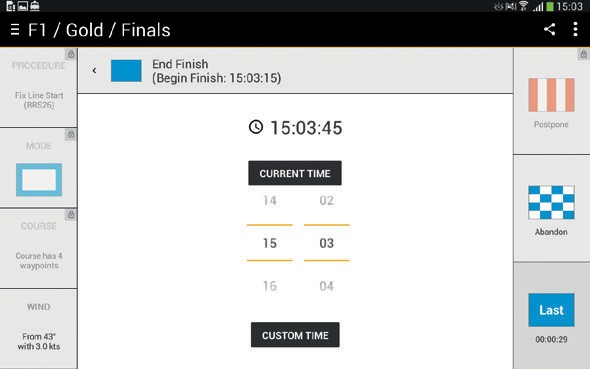 15:03
F1 / Gold / Finals
PROCEDURE
Fix Line Start
(RRS26)
MODE
COURSE
Course has 4
waypoints
WIND
From 43°
with 3.0 kts
End Finish
(Begin Finish: 15:03:15)
15:03:45
CURRENT TIME
14 02
15 03
16 04
CUSTOM TIME
Postpone
Abandon
Last
00:00:29